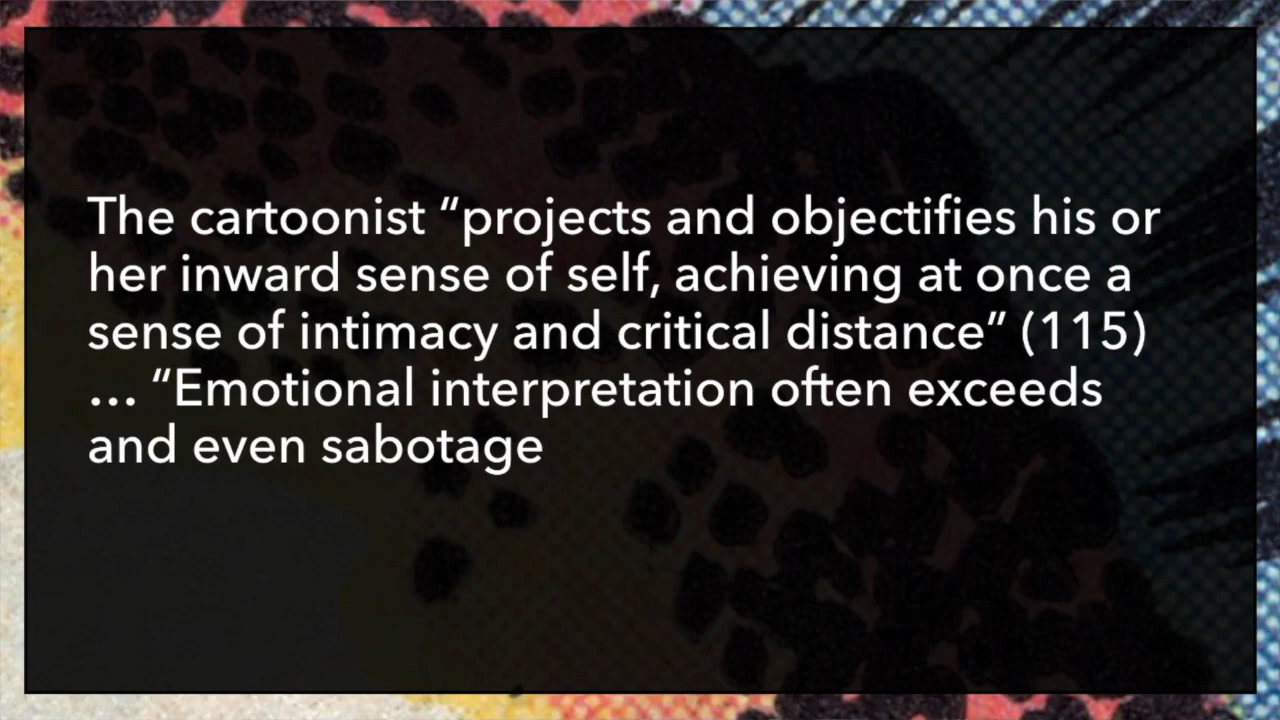 The cartoonist “projects and objectifies his or
her inward sense of self, achieving at once a
sense of intimacy and critical distance” (115)
… “Emotional interpretation often exceeds
and even sabotage